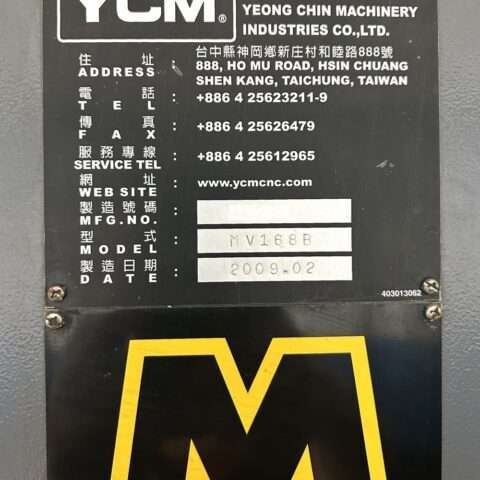 YCM®
YEONG CHIN MACHINERY
INDUSTRIES CO.,LTD.
住址 : 台中縣神岡鄉新庄村和睦路888號
ADDRESS 888, HO MU ROAD, HSIN CHUANG
SHEN KANG, TAICHUNG, TAIWAN
電話 : +886 4 25623211-9
TEL
傳真 : +886 4 25626479
FAX
服務專線 : +886 4 25612965
SERVICE TEL
網址 : www.ycmcnc.com
WEB SITE
製造號碼 :
MFG.NO.
型式 : MV168B
MODEL
製造日期 : 2009.02
DATE
403013062
M